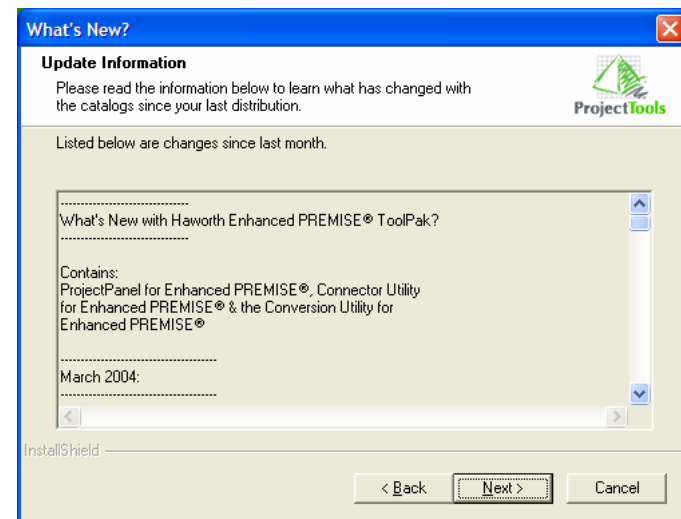 What's New?
Update Information
Please read the information below to learn what has changed with
the catalogs since your last distribution.
ProjectTools
Listed below are changes since last month.
------------------------------
What's New with Haworth Enhanced PREMISE® ToolPak?
------------------------------
Contains:
ProjectPanel for Enhanced PREMISE®, Connector Utility
for Enhanced PREMISE® & the Conversion Utility for
Enhanced PREMISE®
-------------------------------------
March 2004:
-------------------------------------
InstallShield
< Back
Next >
Cancel